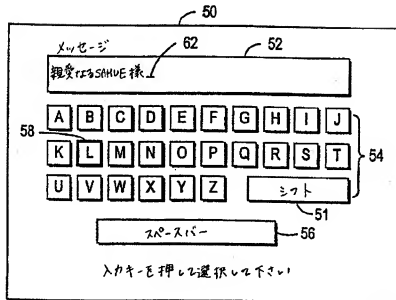 50
メッセージ 62 52
親愛なるSAMUE様_
A B C D E F G H I J
58
K L M N O P Q R S T 54
U V W X Y Z シフト
51
スペースバー 56
入力キーを押して選択して下さい